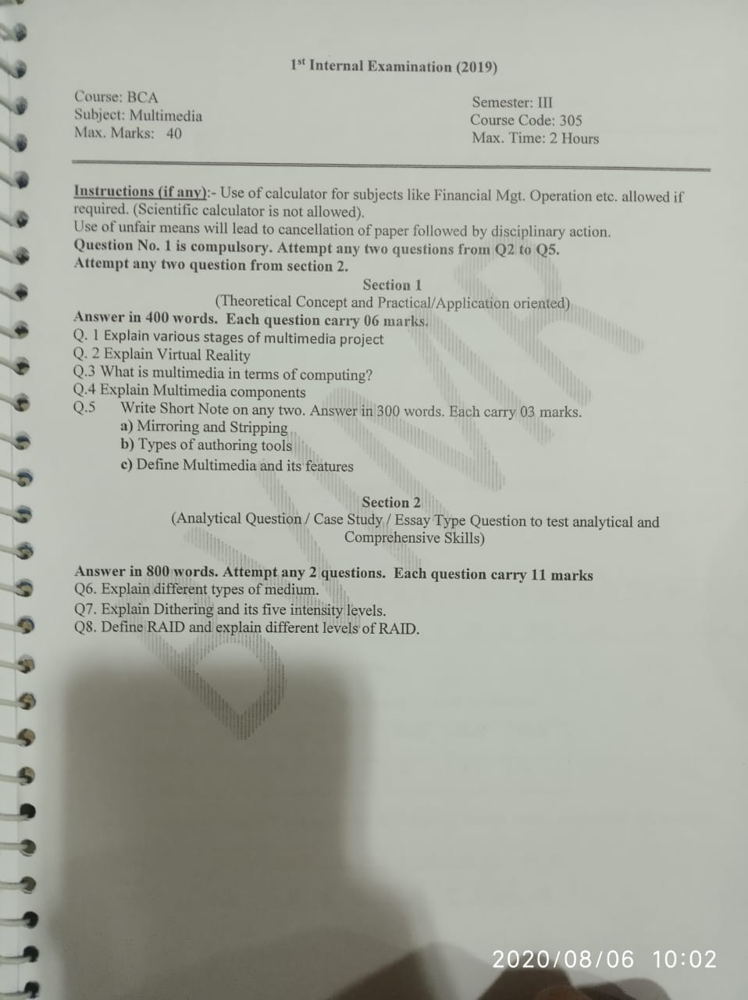 1st Internal Examination (2019)
Course: BCA
Semester: III
Subject: Multimedia
Course Code: 305
Max. Marks: 40
Max. Time: 2 Hours
Instructions (if any):- Use of calculator for subjects like Financial Mgt. Operation etc. allowed if
required. (Scientific calculator is not allowed).
Use of unfair means will lead to cancellation of paper followed by disciplinary action.
Question No. 1 is compulsory. Attempt any two questions from Q2 to Q5.
Attempt any two question from section 2.
Section 1
(Theoretical Concept and Practical/Application oriented)
Answer in 400 words. Each question carry 06 marks.
Q. 1 Explain various stages of multimedia project
Q. 2 Explain Virtual Reality
Q.3 What is multimedia in terms of computing?
Q.4 Explain Multimedia components
Q.5 Write Short Note on any two. Answer in 300 words. Each carry 03 marks.
a) Mirroring and Stripping
b) Types of authoring tools
c) Define Multimedia and its features
Section 2
(Analytical Question / Case Study / Essay Type Question to test analytical and
Comprehensive Skills)
Answer in 800 words. Attempt any 2 questions. Each question carry 11 marks
Q6. Explain different types of medium.
Q7. Explain Dithering and its five intensity levels.
Q8. Define RAID and explain different levels of RAID.
2020/08/06 10:02